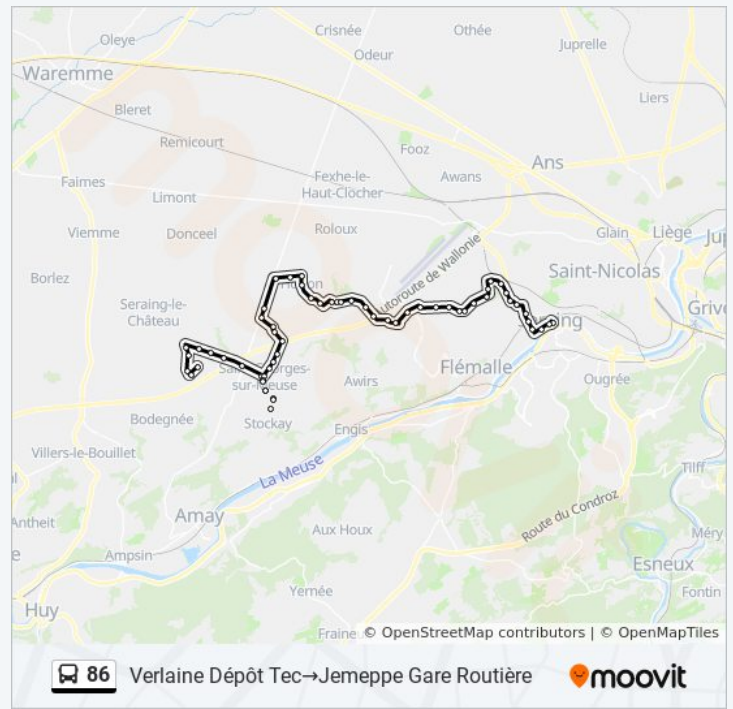 Crisnée
Othée
Oleye
Odeur
Juprelle
Waremme
Liers
Bleret
Remicourt
Fooz
Ans
Fexhe-le-
Haut-Clocher
Awans
Faimes
Limont
Viemme
Donceel
Roloux
Glain
Liège
Autoroute de Wallonie
Saint-Nicolas
Borlez
Seraing-le-
Château
Flémalle
sur-Meuse
Awirs
Ougrée
Bodegnée
Stockay
Engis
Villers-le-Bouillet
La Meuse
Tilff
Antheit
Amay
Route du Condroz
Aux Houx
Méry
Ampsin
Esneux
Yernée
Fontin
Huy
Fraine
© OpenStreetMap contributors | © OpenMapTiles
86 Verlaine Dépôt Tec→Jemeppe Gare Routière
moovit